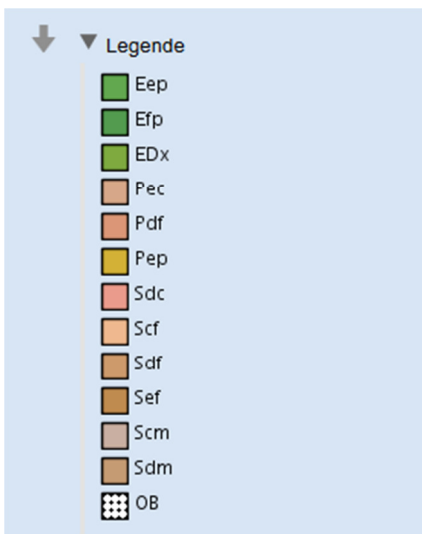 Legende
Eep
Efp
EDx
Pec
Pdf
Pep
Sdc
Scf
Sdf
Sef
Scm
Sdm
OB